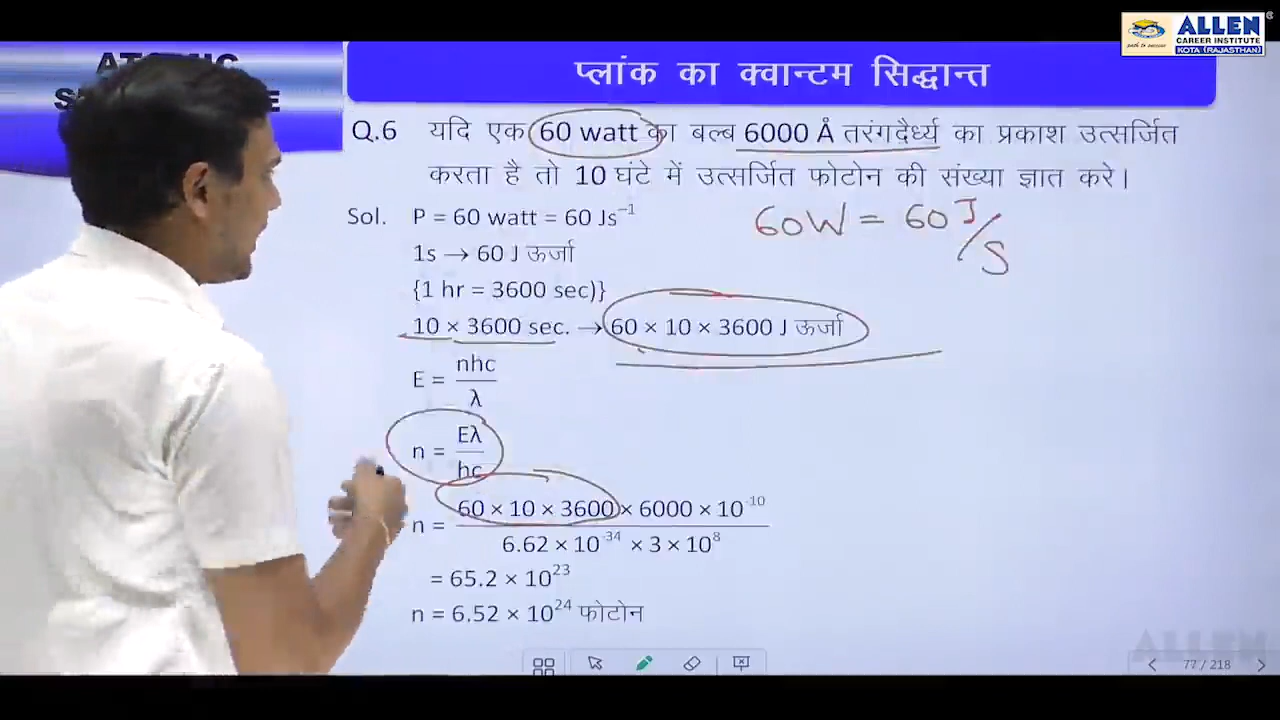 ALLEN
CAREER INSTITUTE
KOTA (RAJASTHAN)
प्लांक का क्वान्टम सिद्धान्त
Q.6 यदि एक 60 watt का बल्ब 6000 Å तरंगदैर्ध्य का प्रकाश उत्सर्जित
करता है तो 10 घंटे में उत्सर्जित फोटोन की संख्या ज्ञात करे।
Sol. P = 60 watt = 60 Js⁻¹
60W = 60 J/S
1s → 60 J ऊर्जा
{1 hr = 3600 sec)}
10 × 3600 sec. → 60 × 10 × 3600 J ऊर्जा
E = nhc/λ
n = Eλ/hc
n = 60 × 10 × 3600 × 6000 × 10⁻¹⁰ / 6.62 × 10⁻³⁴ × 3 × 10⁸
= 65.2 × 10²³
n = 6.52 × 10²⁴ फोटोन
ALLEN
77 / 218